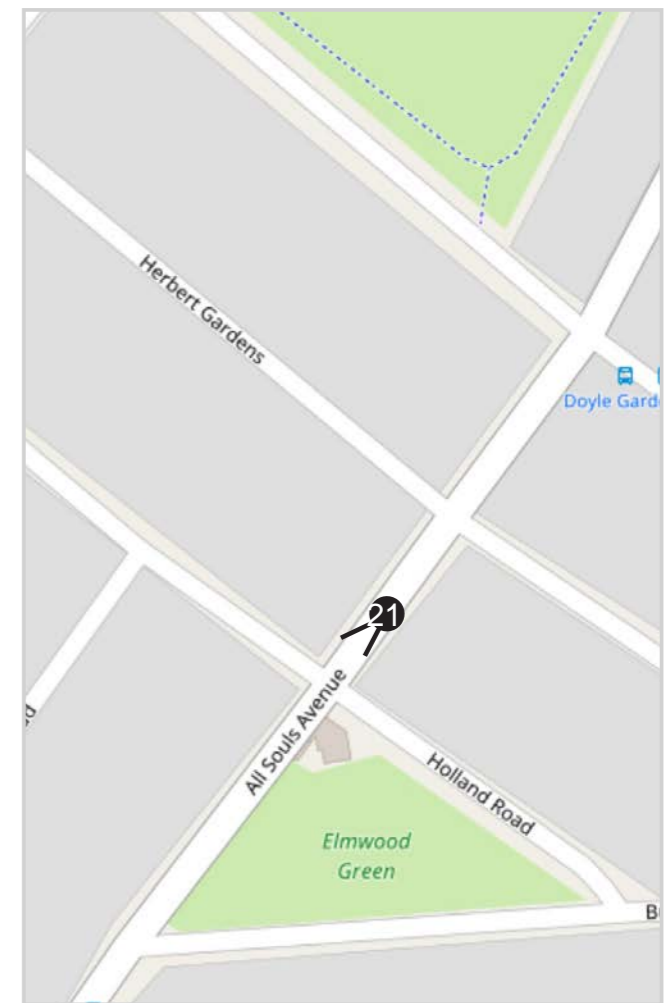 Herbert Gardens
Doyle Gard
21
All Souls Avenue
Holland Road
Elmwood
Green
B